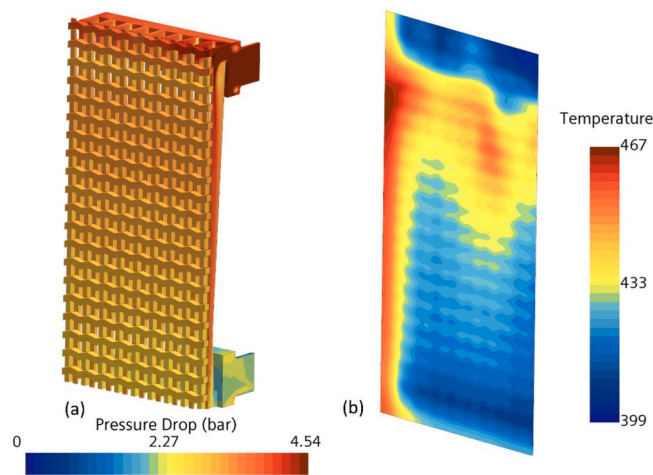 Temperature
467
433
399
(a)
(b)
Pressure Drop (bar)
0
2.27
4.54